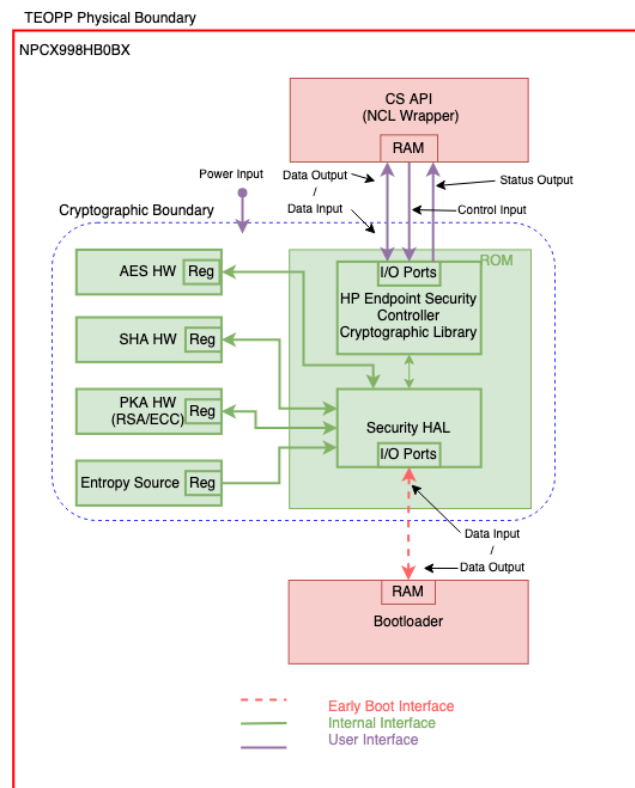 TEOPP Physical Boundary
NPCX998HB0BX
CS API
(NCL Wrapper)
RAM
Power Input
Data Output
/
Data Input
Status Output
Control Input
Cryptographic Boundary
ROM
AES HW
Reg
I/O Ports
HP Endpoint Security
Controller
Cryptographic Library
SHA HW
Reg
PKA HW
(RSA/ECC)
Reg
Security HAL
I/O Ports
Entropy Source
Reg
Data Input
/
Data Output
RAM
Bootloader
Early Boot Interface
Internal Interface
User Interface